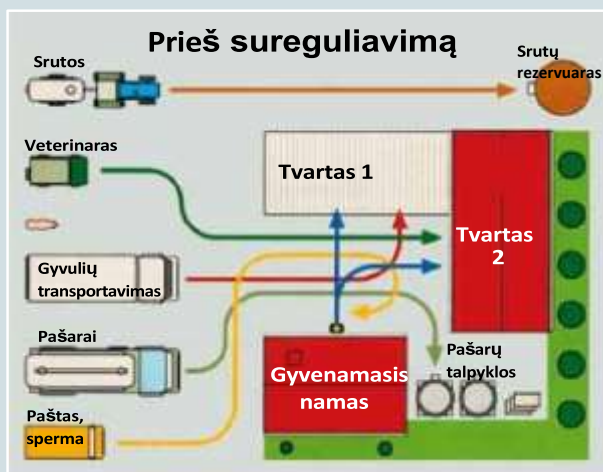 Prieš sureguliavimą
Srutos
Srutų
rezervuaras
Veterinaras
Tvartas 1
Tvartas
2
Gyvulių
transportavimas
Pašarai
Pašarų
talpyklos
Gyvenamasis
namas
Paštas,
sperma